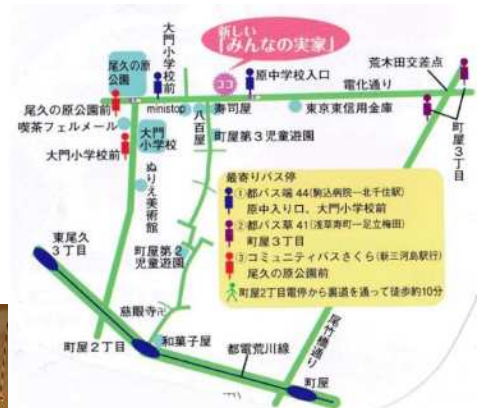 新しい
「みんなの実家」
ココ
大門小学校前
尾久の原
公園
原中学校入口
電化通り
荒木田交差点
尾久の原公園前
ministop
八百屋
寿司屋
東京東信用金庫
喫茶フェルメール
大門
小学校
大門小学校前
町屋第3児童遊園
町屋3丁目
ぬりえ美術館
最寄りバス停
①都バス端44(駒込病院ー北千住駅)
原中入り口、大門小学校前
②都バス草41(浅草寿町ー足立梅田)
町屋3丁目
③コミュニティバスさくら(新三河島駅行)
尾久の原公園前
町屋2丁目電停から裏道を通って徒歩約10分
東尾久
3丁目
町屋第2
児童遊園
慈眼寺卍
尾竹橋通り
町屋2丁目
和菓子屋
都電荒川線
町屋